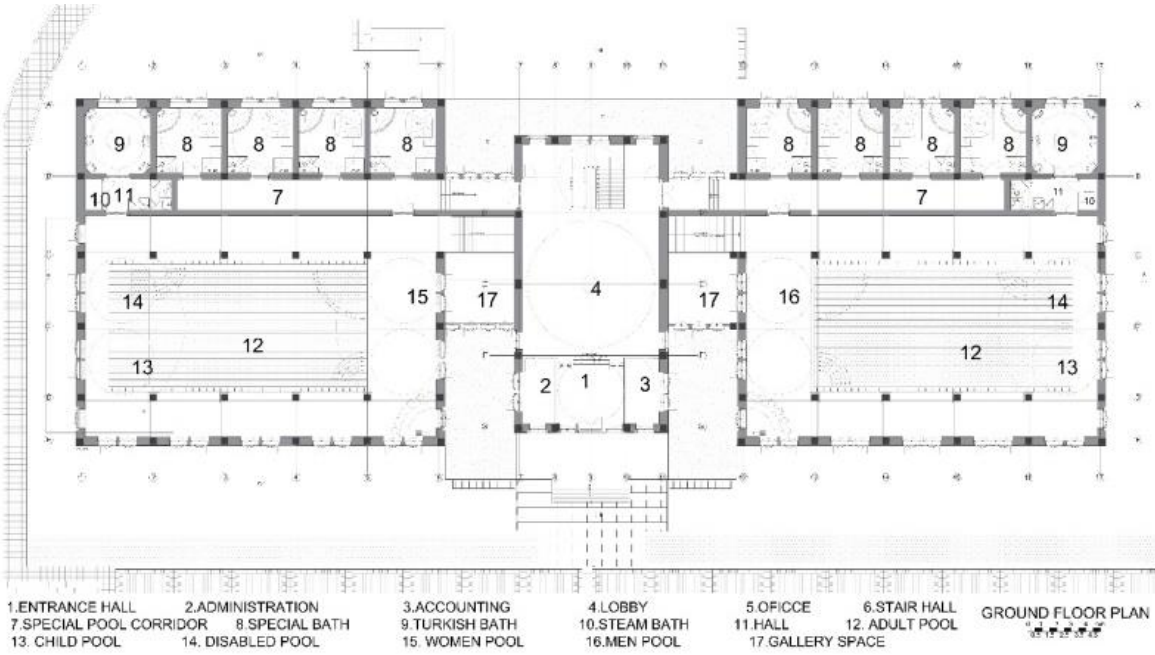 9 8 8 8 8 8 8 8 8 9
10 11 7 7 11 10
14 15 17 4 17 16 14
12 12
13 2 1 3 13
1.ENTRANCE HALL 2.ADMINISTRATION 3.ACCOUNTING 4.LOBBY 5.OFICCE 6.STAIR HALL
7.SPECIAL POOL CORRIDOR 8.SPECIAL BATH 9.TURKISH BATH 10.STEAM BATH 11.HALL 12. ADULT POOL
13. CHILD POOL 14. DISABLED POOL 15. WOMEN POOL 16.MEN POOL 17.GALLERY SPACE
GROUND FLOOR PLAN